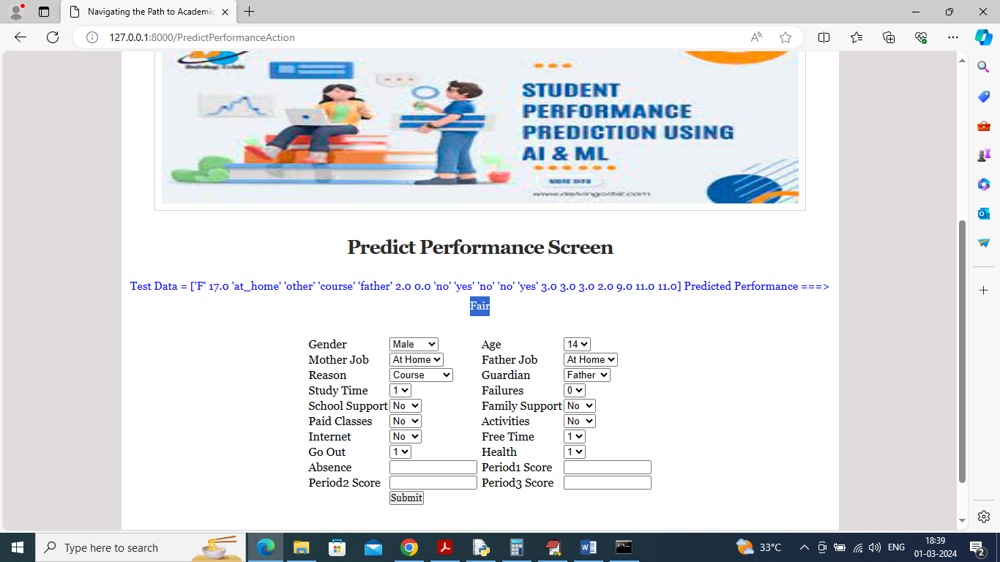 Navigating the Path to Academic
127.0.0.1:8000/PredictPerformanceAction
STUDENT
PERFORMANCE
PREDICTION USING
AI & ML
MORE INFO
Predict Performance Screen
Test Data = ['F' 17.0 'at_home' 'other' 'course' 'father' 2.0 0.0 'no' 'yes' 'no' 'no' 'yes' 3.0 3.0 3.0 2.0 9.0 11.0 11.0] Predicted Performance ===>
Fair
Gender Male Age 14
Mother Job At Home Father Job At Home
Reason Course Guardian Father
Study Time 1 Failures 0
School Support No Family Support No
Paid Classes No Activities No
Internet No Free Time 1
Go Out 1 Health 1
Absence Period1 Score
Period2 Score Period3 Score
Submit
Type here to search
33°C
ENG
18:39
01-03-2024
2